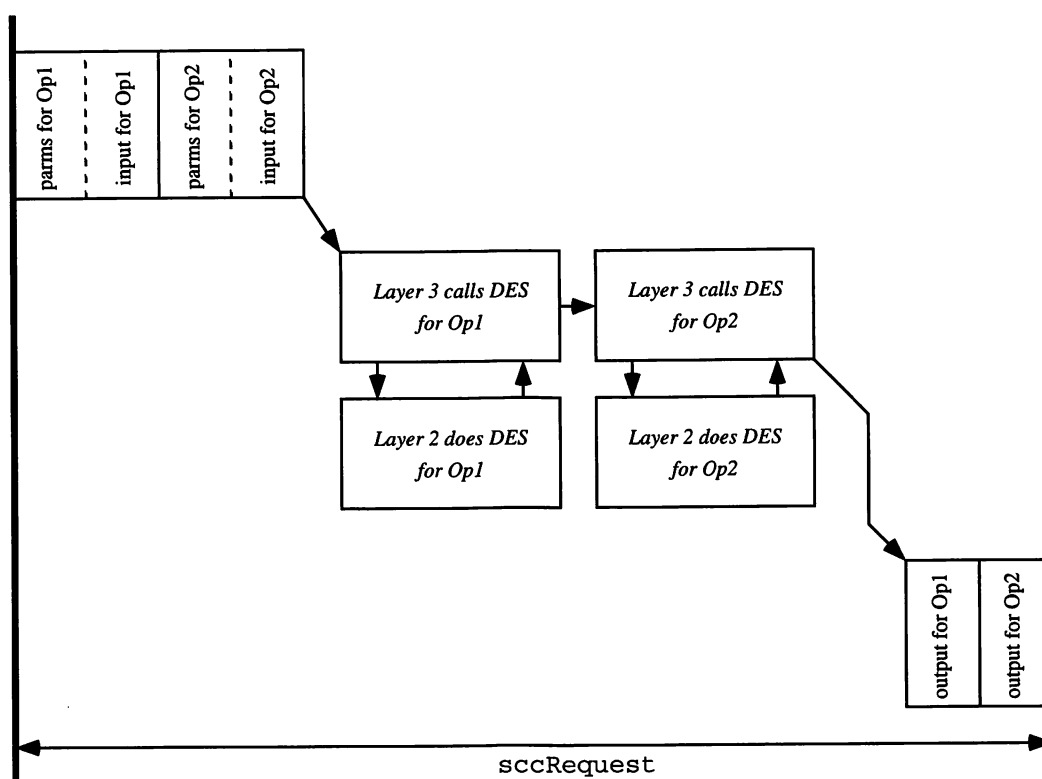 parms for Op1
input for Op1
parms for Op2
input for Op2
Layer 3 calls DES
for Op1
Layer 3 calls DES
for Op2
Layer 2 does DES
for Op1
Layer 2 does DES
for Op2
output for Op1
output for Op2
sccRequest